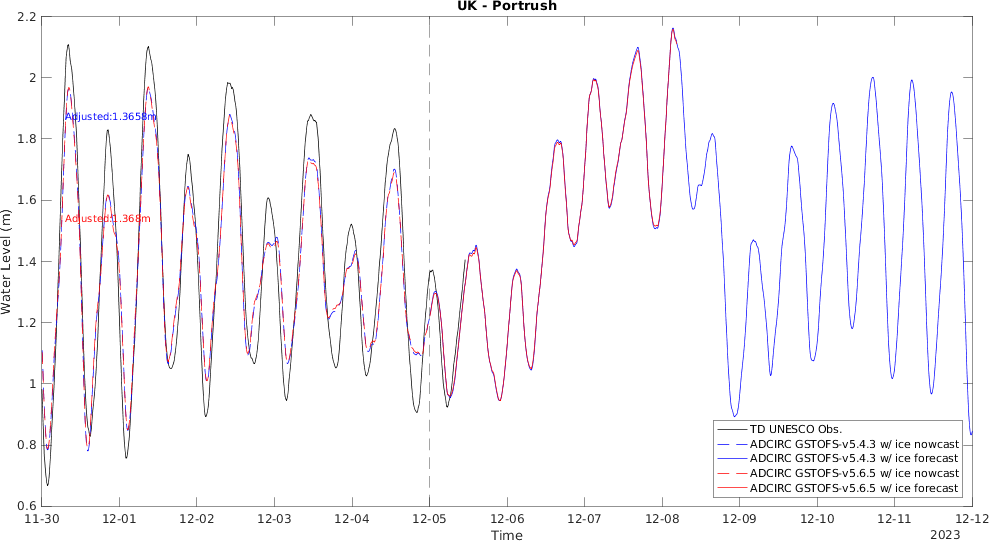 UK - Portrush
2.2
2
1.8
1.6
1.4
1.2
1
0.8
0.6
Water Level (m)
Adjusted:1.3658m
Adjusted:1.368m
TD UNESCO Obs.
ADCIRC GSTOFS-v5.4.3 w/ ice nowcast
ADCIRC GSTOFS-v5.4.3 w/ ice forecast
ADCIRC GSTOFS-v5.6.5 w/ ice nowcast
ADCIRC GSTOFS-v5.6.5 w/ ice forecast
11-30 12-01 12-02 12-03 12-04 12-05 12-06 12-07 12-08 12-09 12-10 12-11 12-12
Time
2023